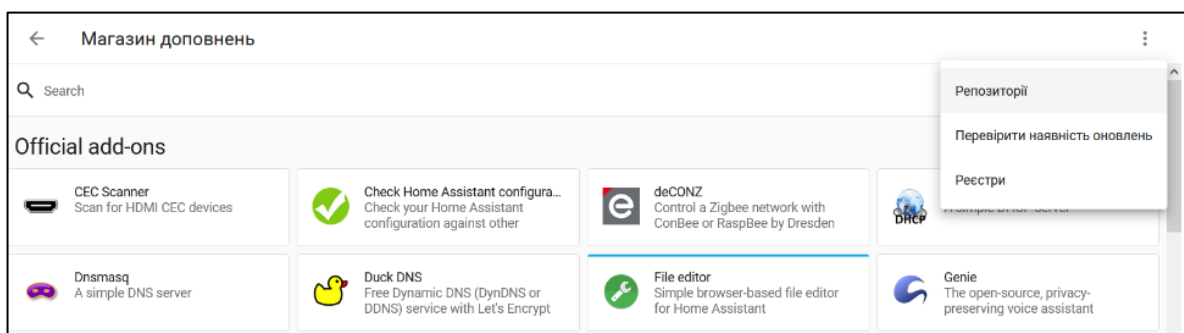 Магазин доповнень
Search
Репозиторії
Перевірити наявність оновлень
Реєстри
Official add-ons
CEC Scanner
Scan for HDMI CEC devices
Check Home Assistant configura...
Check your Home Assistant
configuration against other
deCONZ
Control a Zigbee network with
ConBee or RaspBee by Dresden
DHCP
A simple DHCP server
Dnsmasq
A simple DNS server
Duck DNS
Free Dynamic DNS (DynDNS or
DDNS) service with Let's Encrypt
File editor
Simple browser-based file editor
for Home Assistant
Genie
The open-source, privacy-
preserving voice assistant